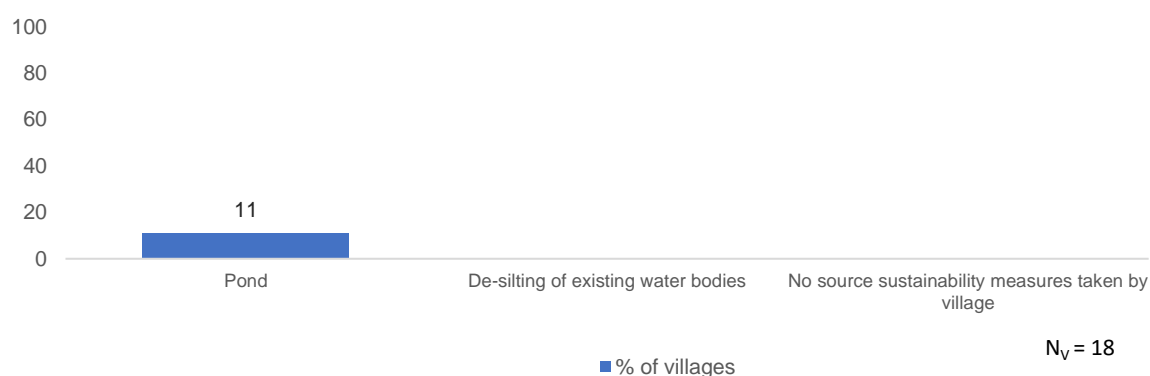 100
80
60
40
20
0
11
Pond
De-silting of existing water bodies
No source sustainability measures taken by
village
NV = 18
% of villages